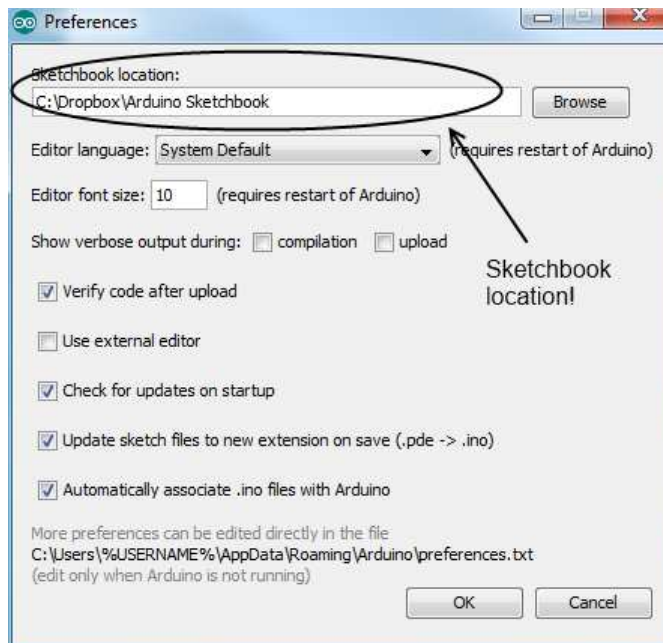 Preferences
Sketchbook location:
C:\Dropbox\Arduino Sketchbook
Browse
Editor language: System Default (requires restart of Arduino)
Editor font size: 10 (requires restart of Arduino)
Show verbose output during: compilation upload
Sketchbook
location!
Verify code after upload
Use external editor
Check for updates on startup
Update sketch files to new extension on save (.pde -> .ino)
Automatically associate .ino files with Arduino
More preferences can be edited directly in the file
C:\Users\%USERNAME%\AppData\Roaming\Arduino\preferences.txt
(edit only when Arduino is not running)
OK Cancel